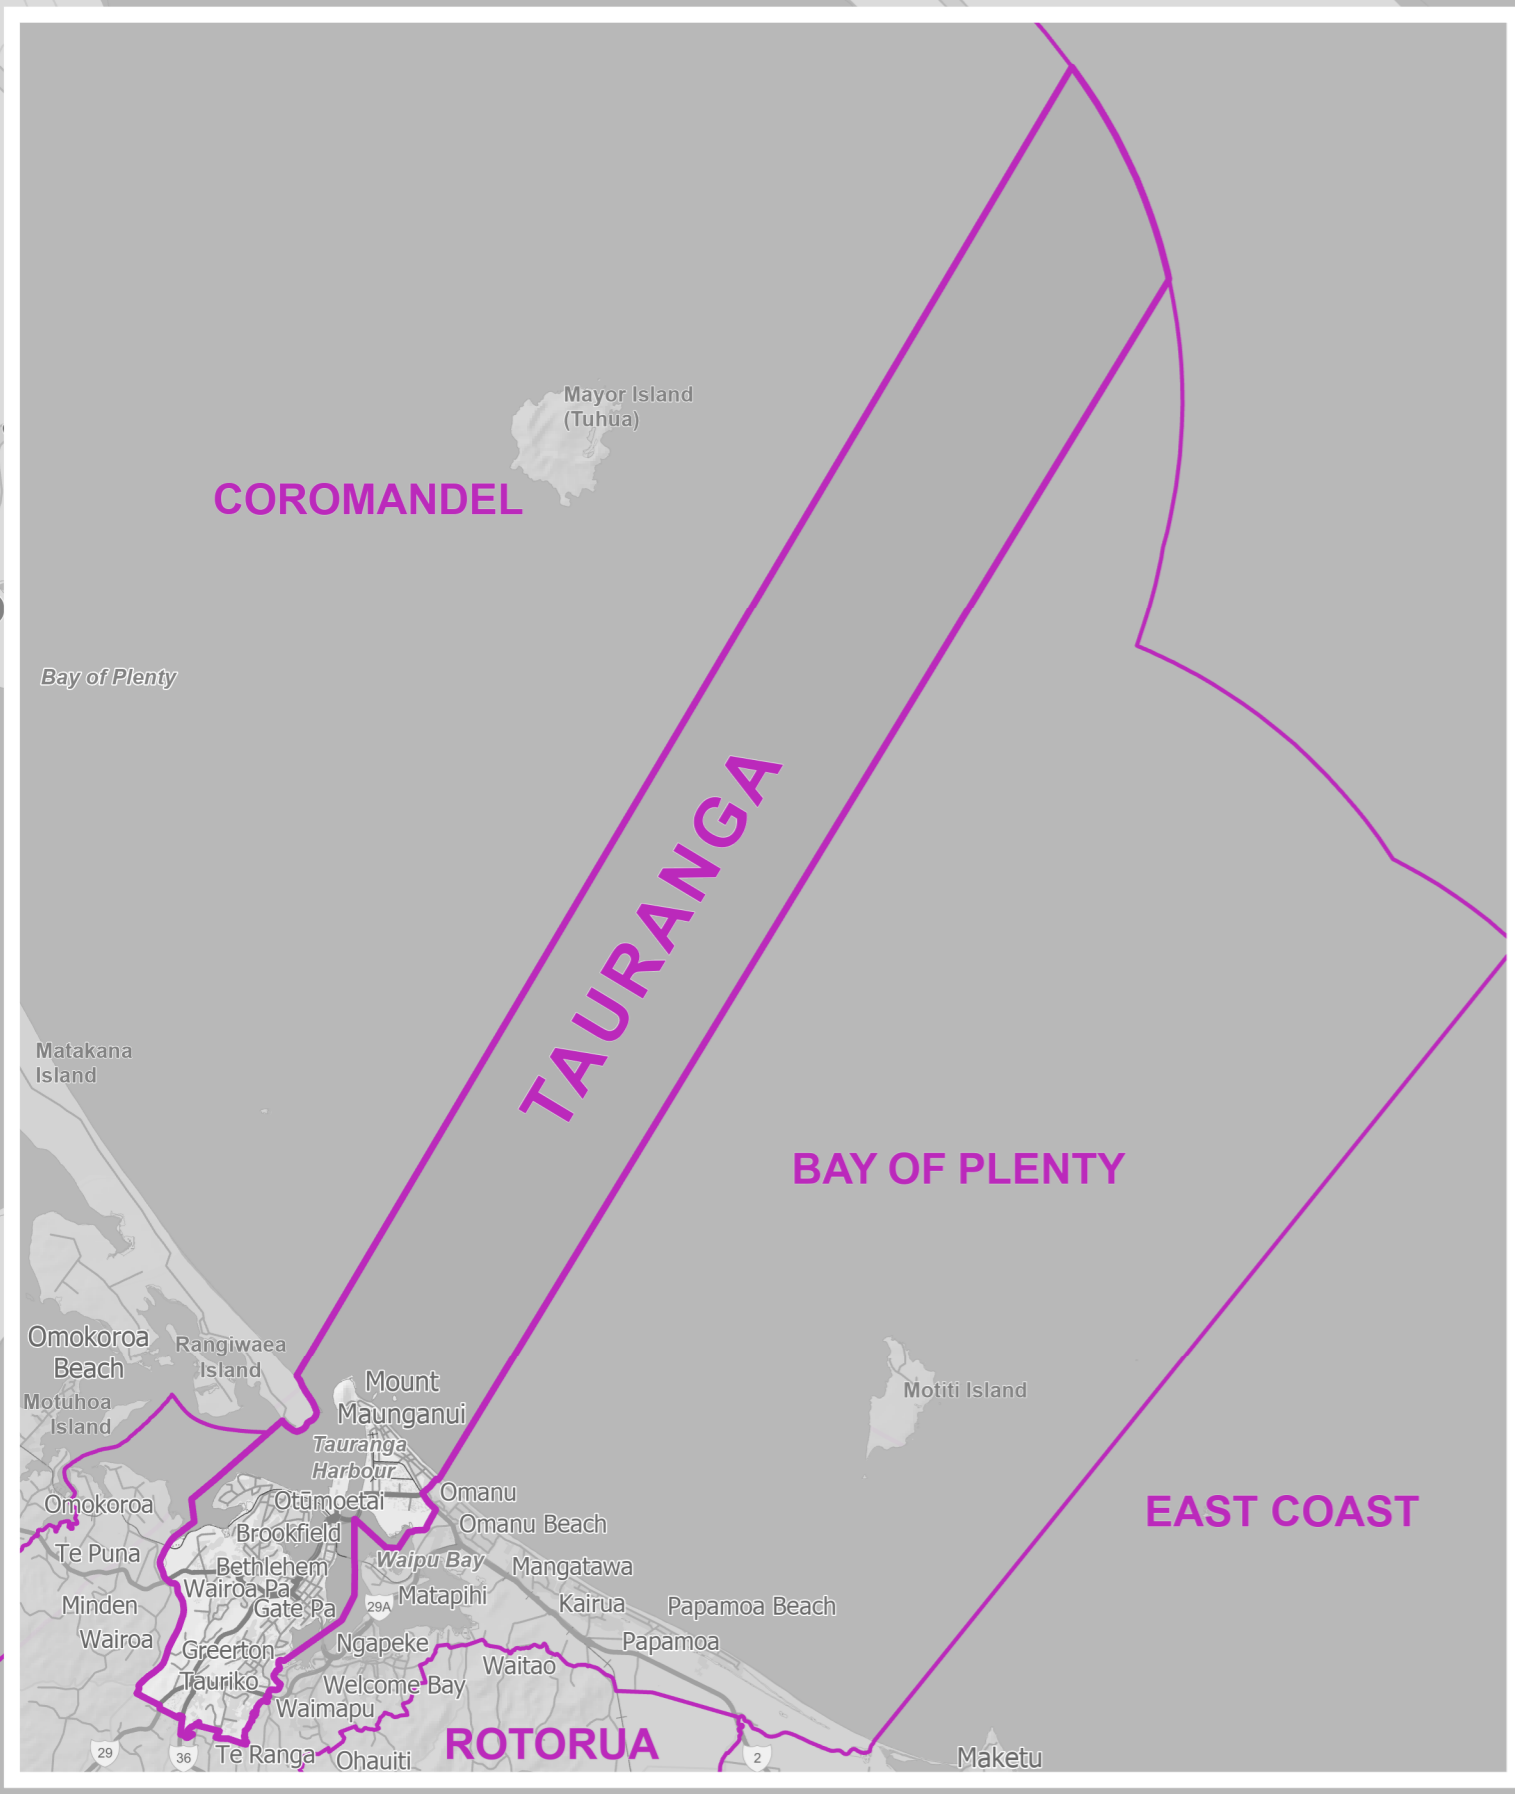 Mayor Island
(Tuhua)
COROMANDEL
Bay of Plenty
TAURANGA
Matakana
Island
BAY OF PLENTY
Omokoroa
Beach
Rangiwaea
Island
Motuhoa
Island
Mount
Maunganui
Motiti Island
Tauranga
Harbour
Omokoroa
Otūmoetai
Omanu
EAST COAST
Brookfield
Omanu Beach
Te Puna
Bethlehem
Waipu Bay
Mangatawa
Wairoa Pa
Matapihi
Minden
Gate Pa
29A
Kairua
Papamoa Beach
Wairoa
Greerton
Ngapeke
Papamoa
Tauriko
Welcome Bay
Waitao
Waimapu
ROTORUA
29
36
Te Ranga
Ohauiti
2
Maketu